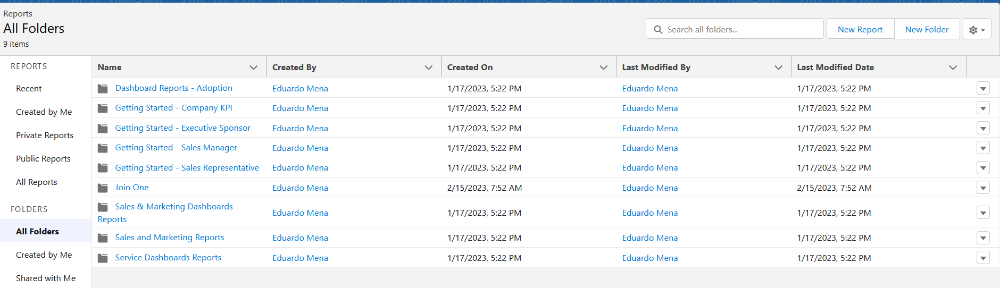 Reports
All Folders
9 items
Search all folders...
New Report
New Folder
REPORTS
Recent
Created by Me
Private Reports
Public Reports
All Reports
FOLDERS
All Folders
Created by Me
Shared with Me
Name Created By Created On Last Modified By Last Modified Date
Dashboard Reports - Adoption Eduardo Mena 1/17/2023, 5:22 PM Eduardo Mena 1/17/2023, 5:22 PM
Getting Started - Company KPI Eduardo Mena 1/17/2023, 5:22 PM Eduardo Mena 1/17/2023, 5:22 PM
Getting Started - Executive Sponsor Eduardo Mena 1/17/2023, 5:22 PM Eduardo Mena 1/17/2023, 5:22 PM
Getting Started - Sales Manager Eduardo Mena 1/17/2023, 5:22 PM Eduardo Mena 1/17/2023, 5:22 PM
Getting Started - Sales Representative Eduardo Mena 1/17/2023, 5:22 PM Eduardo Mena 1/17/2023, 5:22 PM
Join One Eduardo Mena 2/15/2023, 7:52 AM Eduardo Mena 2/15/2023, 7:52 AM
Sales & Marketing Dashboards
Reports Eduardo Mena 1/17/2023, 5:22 PM Eduardo Mena 1/17/2023, 5:22 PM
Sales and Marketing Reports Eduardo Mena 1/17/2023, 5:22 PM Eduardo Mena 1/17/2023, 5:22 PM
Service Dashboards Reports Eduardo Mena 1/17/2023, 5:22 PM Eduardo Mena 1/17/2023, 5:22 PM